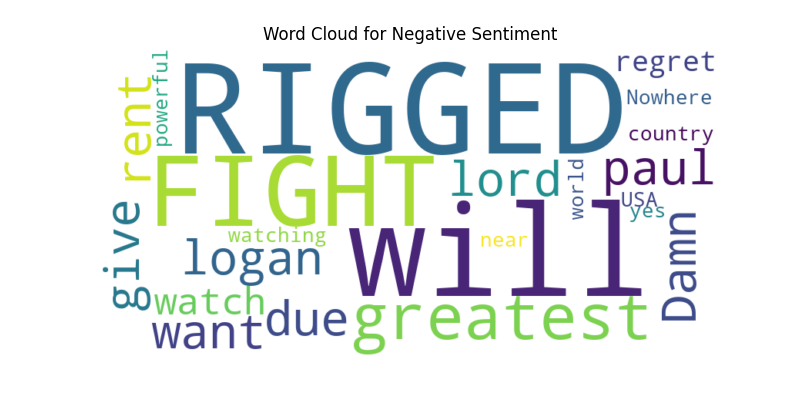 Word Cloud for Negative Sentiment
powerful
RIGGED
regret
Nowhere
rent
country
FIGHT
lord
world
paul
USA
yes
give
will
Damn
watching
near
logan
watch
greatest
want
due